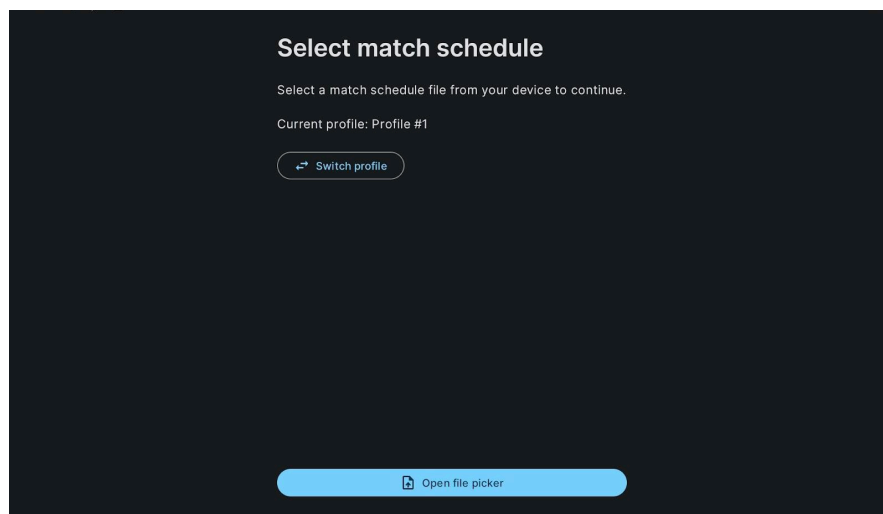 Select match schedule
Select a match schedule file from your device to continue.
Current profile: Profile #1
Switch profile
Open file picker